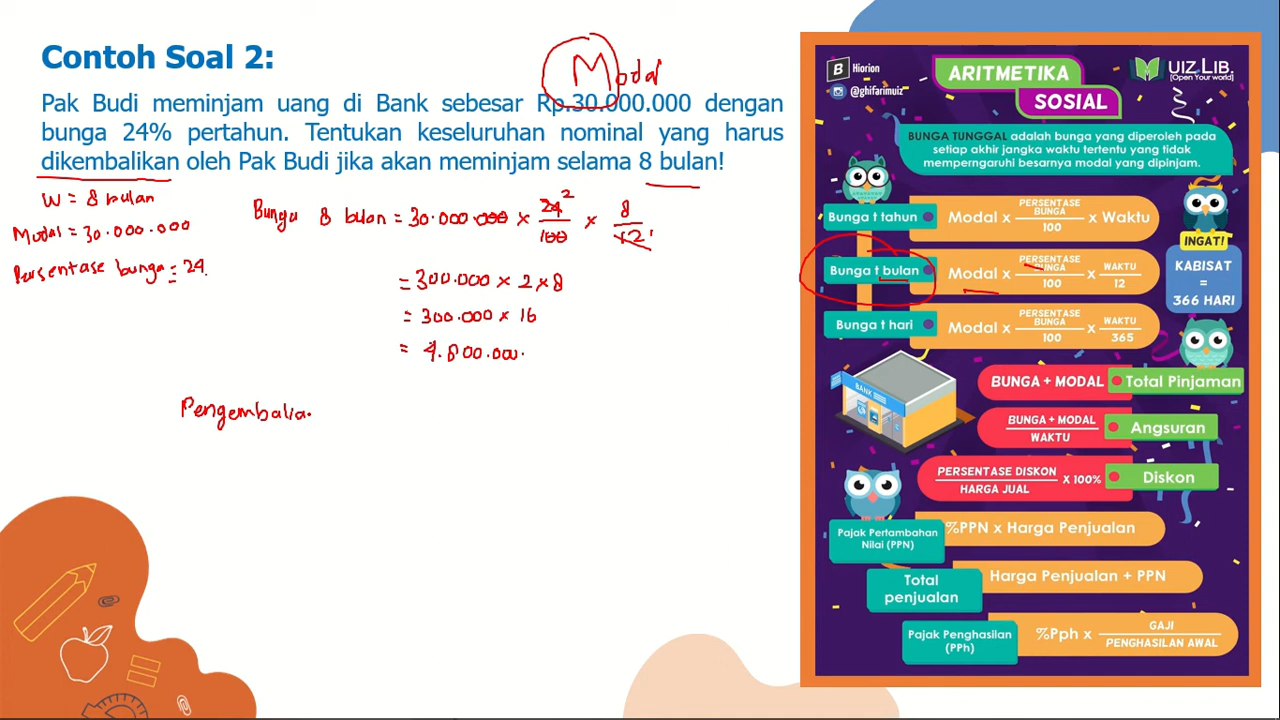 Contoh Soal 2:
Modal
Pak Budi meminjam uang di Bank sebesar Rp.30.000.000 dengan
bunga 24% pertahun. Tentukan keseluruhan nominal yang harus
dikembalikan oleh Pak Budi jika akan meminjam selama 8 bulan!
W = 8 bulan
Modal = 30.000.000
Persentase bunga = 24.
Bunga 8 bulan = 30.000.000 × 24 2 / 100 × 8 / 12 1
= 300.000 × 2 × 8
= 300.000 × 16
= 4.800.000.
Pengembalia
B Hiorion
@ghifarimuiz
ARITMETIKA
SOSIAL
MUIZ LIB.
[Open Your world]
BUNGA TUNGGAL adalah bunga yang diperoleh pada
setiap akhir jangka waktu tertentu yang tidak
memperngaruhi besarnya modal yang dipinjam.
Bunga t tahun Modal x PERSENTASE BUNGA / 100 x Waktu
Bunga t bulan Modal x PERSENTASE BUNGA / 100 x WAKTU / 12
Bunga t hari Modal x PERSENTASE BUNGA / 100 x WAKTU / 365
INGAT!
KABISAT
=
366 HARI
BANK
BUNGA + MODAL Total Pinjaman
BUNGA + MODAL / WAKTU Angsuran
PERSENTASE DISKON / HARGA JUAL X 100% Diskon
Pajak Pertambahan
Nilai (PPN)
%PPN x Harga Penjualan
Total
penjualan
Harga Penjualan + PPN
Pajak Penghasilan
(PPh)
%Pph x GAJI / PENGHASILAN AWAL